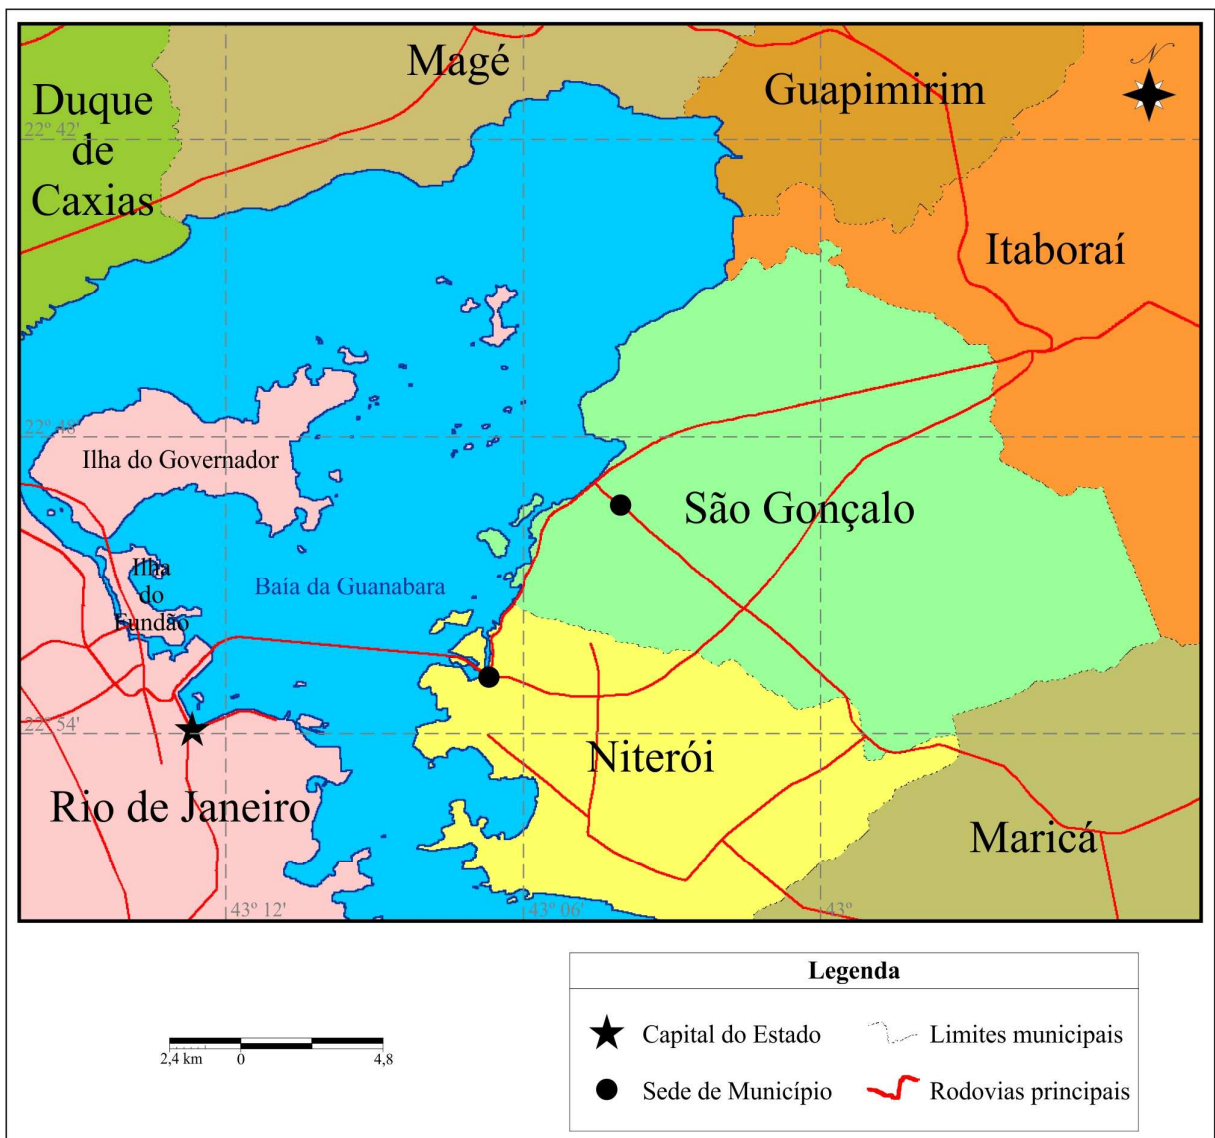 N
Magé
Guapimirim
Duque
de
Caxias
22º 42'
Itaboraí
22º 48'
Ilha do Governador
São Gonçalo
Ilha
do
Fundão
Baía da Guanabara
22º 54'
Niterói
Rio de Janeiro
Maricá
43º 12'
43º 06'
43º
Legenda
Capital do Estado
Limites municipais
Sede de Município
Rodovias principais
2,4 km 0 4,8